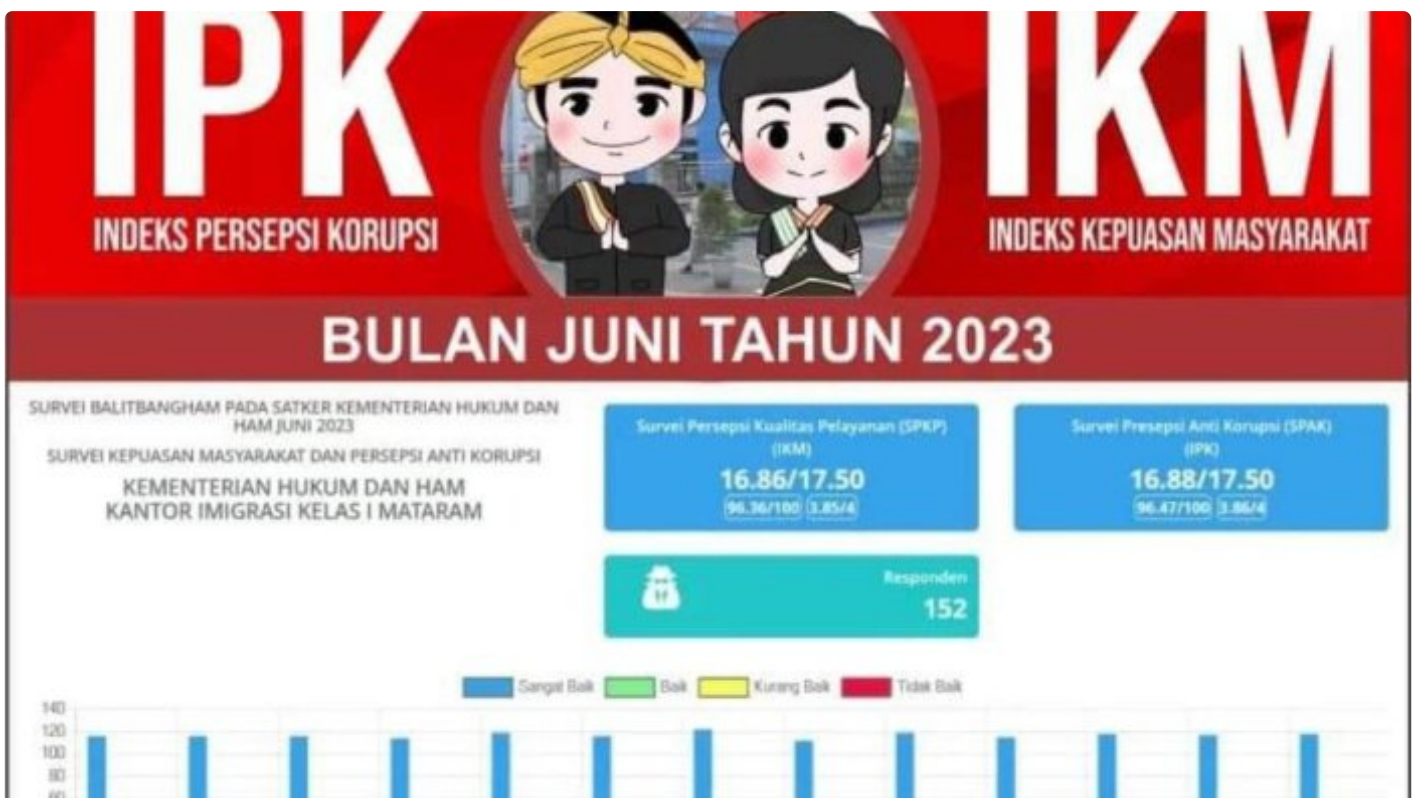 IPK
INDEKS PERSEPSI KORUPSI
IKM
INDEKS KEPUASAN MASYARAKAT
BULAN JUNI TAHUN 2023
SURVEI BALITBANGHAM PADA SATKER KEMENTERIAN HUKUM DAN
HAM JUNI 2023
SURVEI KEPUASAN MASYARAKAT DAN PERSEPSI ANTI KORUPSI
KEMENTERIAN HUKUM DAN HAM
KANTOR IMIGRASI KELAS I MATARAM
Survei Persepsi Kualitas Pelayanan (SPKP)
(IKM)
16.86/17.50
96.36/100 3.85/4
Survei Presepsi Anti Korupsi (SPAK)
(IPK)
16.88/17.50
96.47/100 3.86/4
Responden
152
Sangat Baik Baik Kurang Baik Tidak Baik
140
120
100
80
60